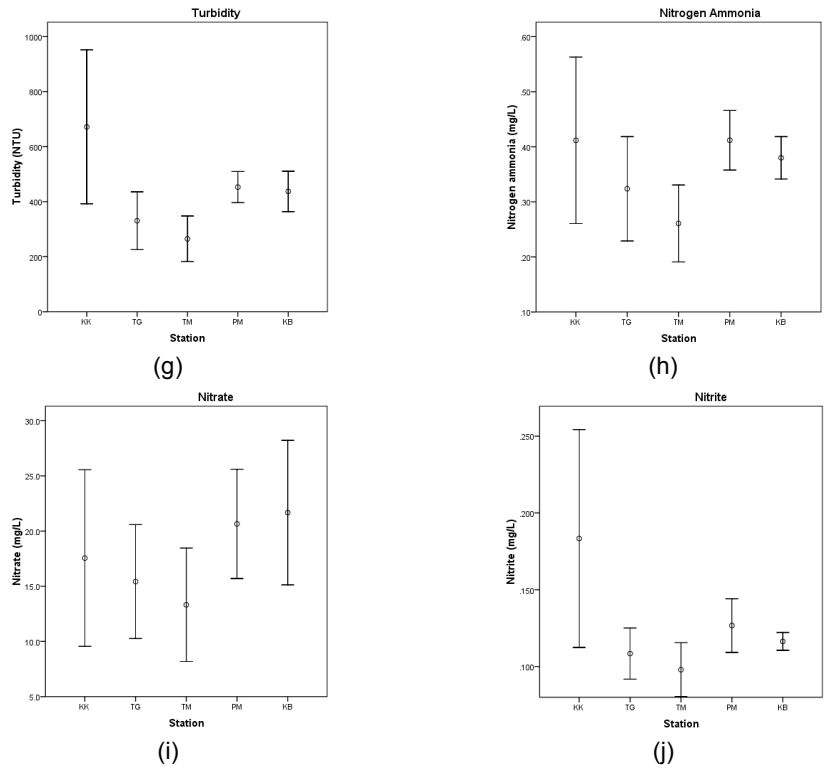 Turbidity
1000
800
600
400
200
0
Turbidity (NTU)
KK TG TM PM KB
Station
(g)
Nitrogen Ammonia
.60
.50
.40
.30
.20
.10
Nitrogen ammonia (mg/L)
KK TG TM PM KB
Station
(h)
Nitrate
30.0
25.0
20.0
15.0
10.0
5.0
Nitrate (mg/L)
KK TG TM PM KB
Station
(i)
Nitrite
.250
.200
.150
.100
Nitrite (mg/L)
KK TG TM PM KB
Station
(j)